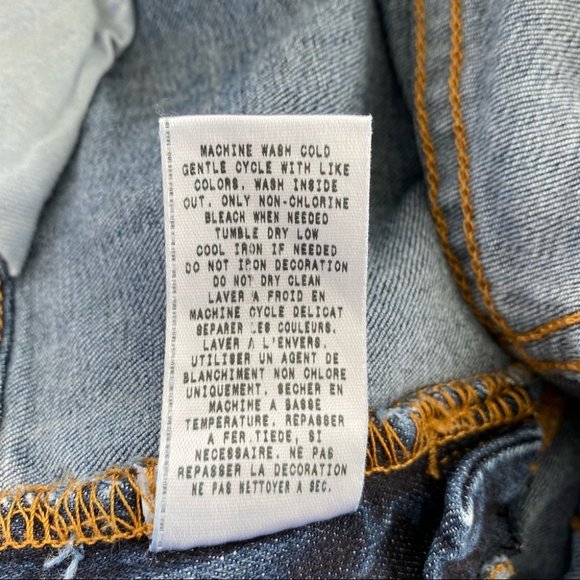 MACHINE WASH COLD
GENTLE CYCLE WITH LIKE
COLORS. WASH INSIDE
OUT. ONLY NON-CHLORINE
BLEACH WHEN NEEDED
TUMBLE DRY LOW
COOL IRON IF NEEDED
DO NOT IRON DECORATION
DO NOT DRY CLEAN
LAVER A FROID EN
MACHINE CYCLE DELICAT
SEPARER LES COULEURS.
LAVER A L'ENVERS.
UTILISER UN AGENT DE
BLANCHIMENT NON CHLORE
UNIQUEMENT. SECHER EN
MACHINE A BASSE
TEMPERATURE. REPASSER
A FER TIEDE, SI
NECESSAIRE. NE PAS
REPASSER LA DECORATION
NE PAS NETTOYER A SEC.